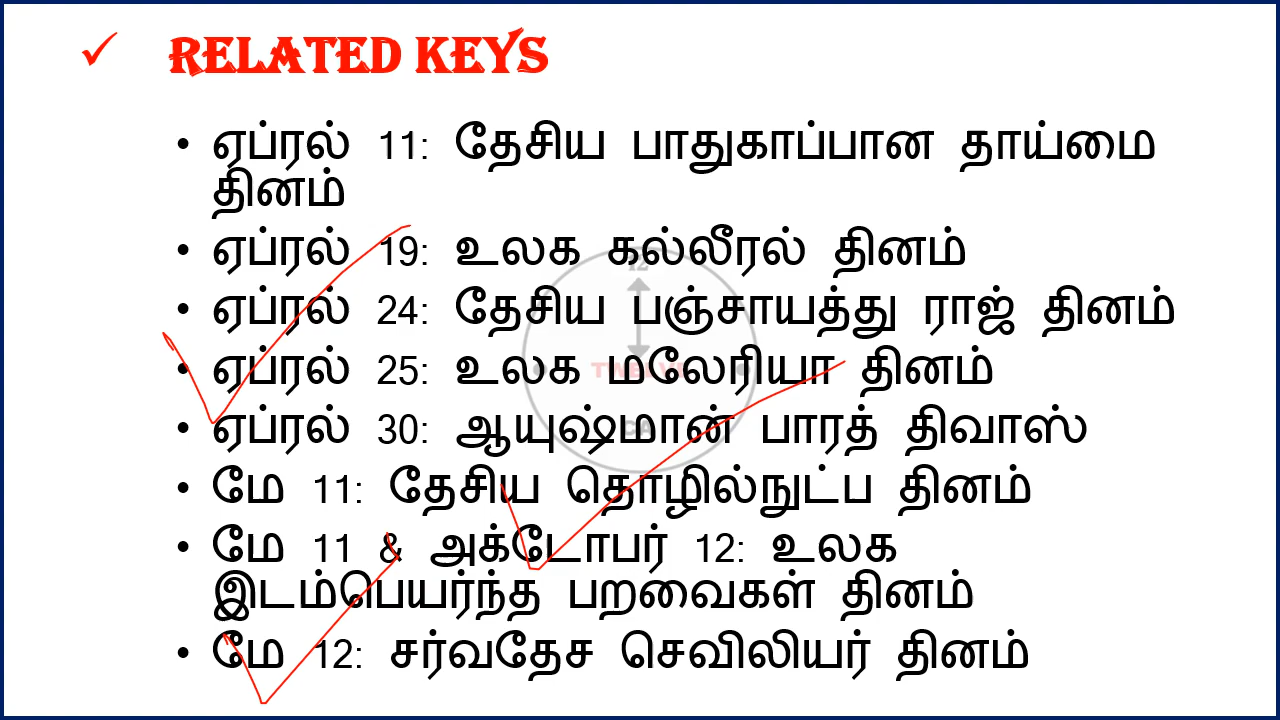 ✓ RELATED KEYS
• ஏப்ரல் 11: தேசிய பாதுகாப்பான தாய்மை
தினம்
• ஏப்ரல் 19: உலக கல்லீரல் தினம்
• ஏப்ரல் 24: தேசிய பஞ்சாயத்து ராஜ் தினம்
• ஏப்ரல் 25: உலக மலேரியா தினம்
• ஏப்ரல் 30: ஆயுஷ்மான் பாரத் திவாஸ்
• மே 11: தேசிய தொழில்நுட்ப தினம்
• மே 11 & அக்டோபர் 12: உலக
இடம்பெயர்ந்த பறவைகள் தினம்
• மே 12: சர்வதேச செவிலியர் தினம்
12